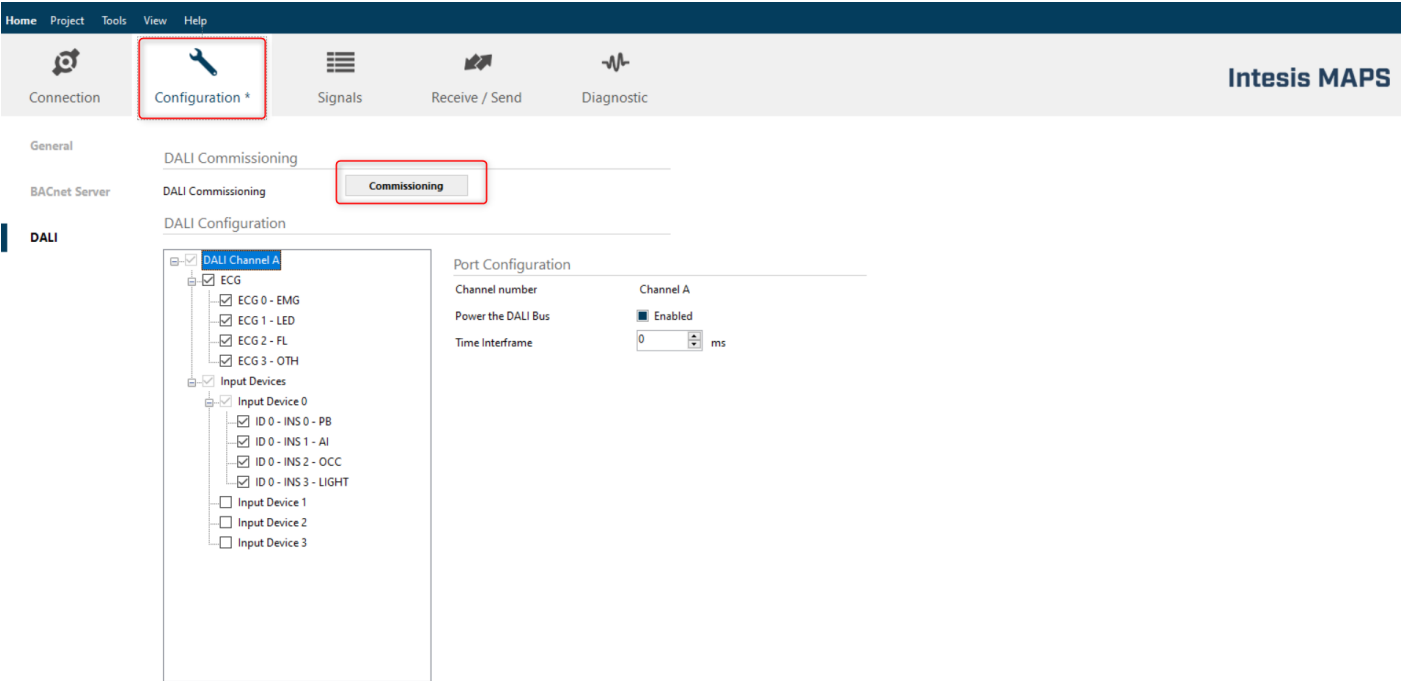 Home Project Tools View Help
Connection
Configuration *
Signals
Receive / Send
Diagnostic
Intesis MAPS
General
BACnet Server
DALI
DALI Commissioning
DALI Commissioning
Commissioning
DALI Configuration
DALI Channel A
ECG
ECG 0 - EMG
ECG 1 - LED
ECG 2 - FL
ECG 3 - OTH
Input Devices
Input Device 0
ID 0 - INS 0 - PB
ID 0 - INS 1 - AI
ID 0 - INS 2 - OCC
ID 0 - INS 3 - LIGHT
Input Device 1
Input Device 2
Input Device 3
Port Configuration
Channel number Channel A
Power the DALI Bus Enabled
Time Interframe 0 ms